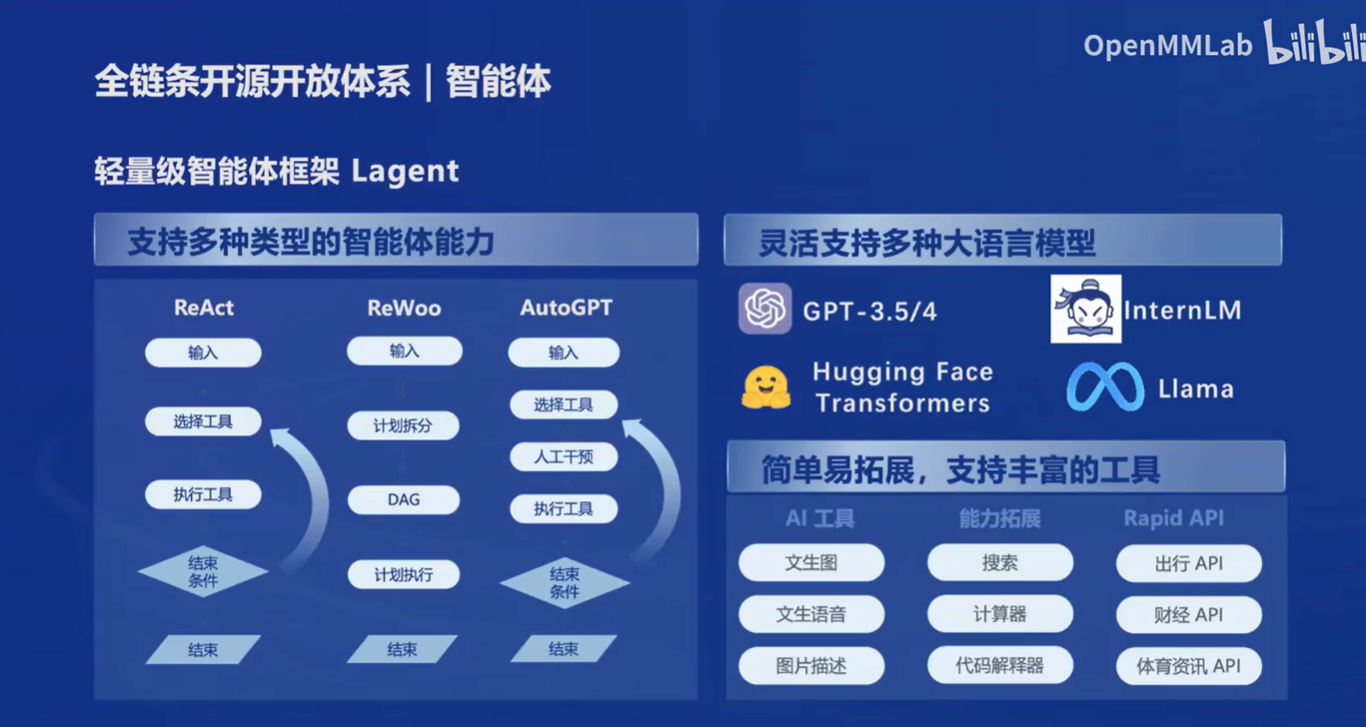 OpenMMLab bilibili
全链条开源开放体系 | 智能体
轻量级智能体框架 Lagent
支持多种类型的智能体能力
ReAct
输入
选择工具
执行工具
结束
条件
结束
ReWoo
输入
计划拆分
DAG
计划执行
结束
AutoGPT
输入
选择工具
人工干预
执行工具
结束
条件
结束
灵活支持多种大语言模型
GPT-3.5/4
InternLM
Hugging Face
Transformers
Llama
简单易拓展，支持丰富的工具
AI 工具
文生图
文生语音
图片描述
能力拓展
搜索
计算器
代码解释器
Rapid API
出行 API
财经 API
体育资讯 API